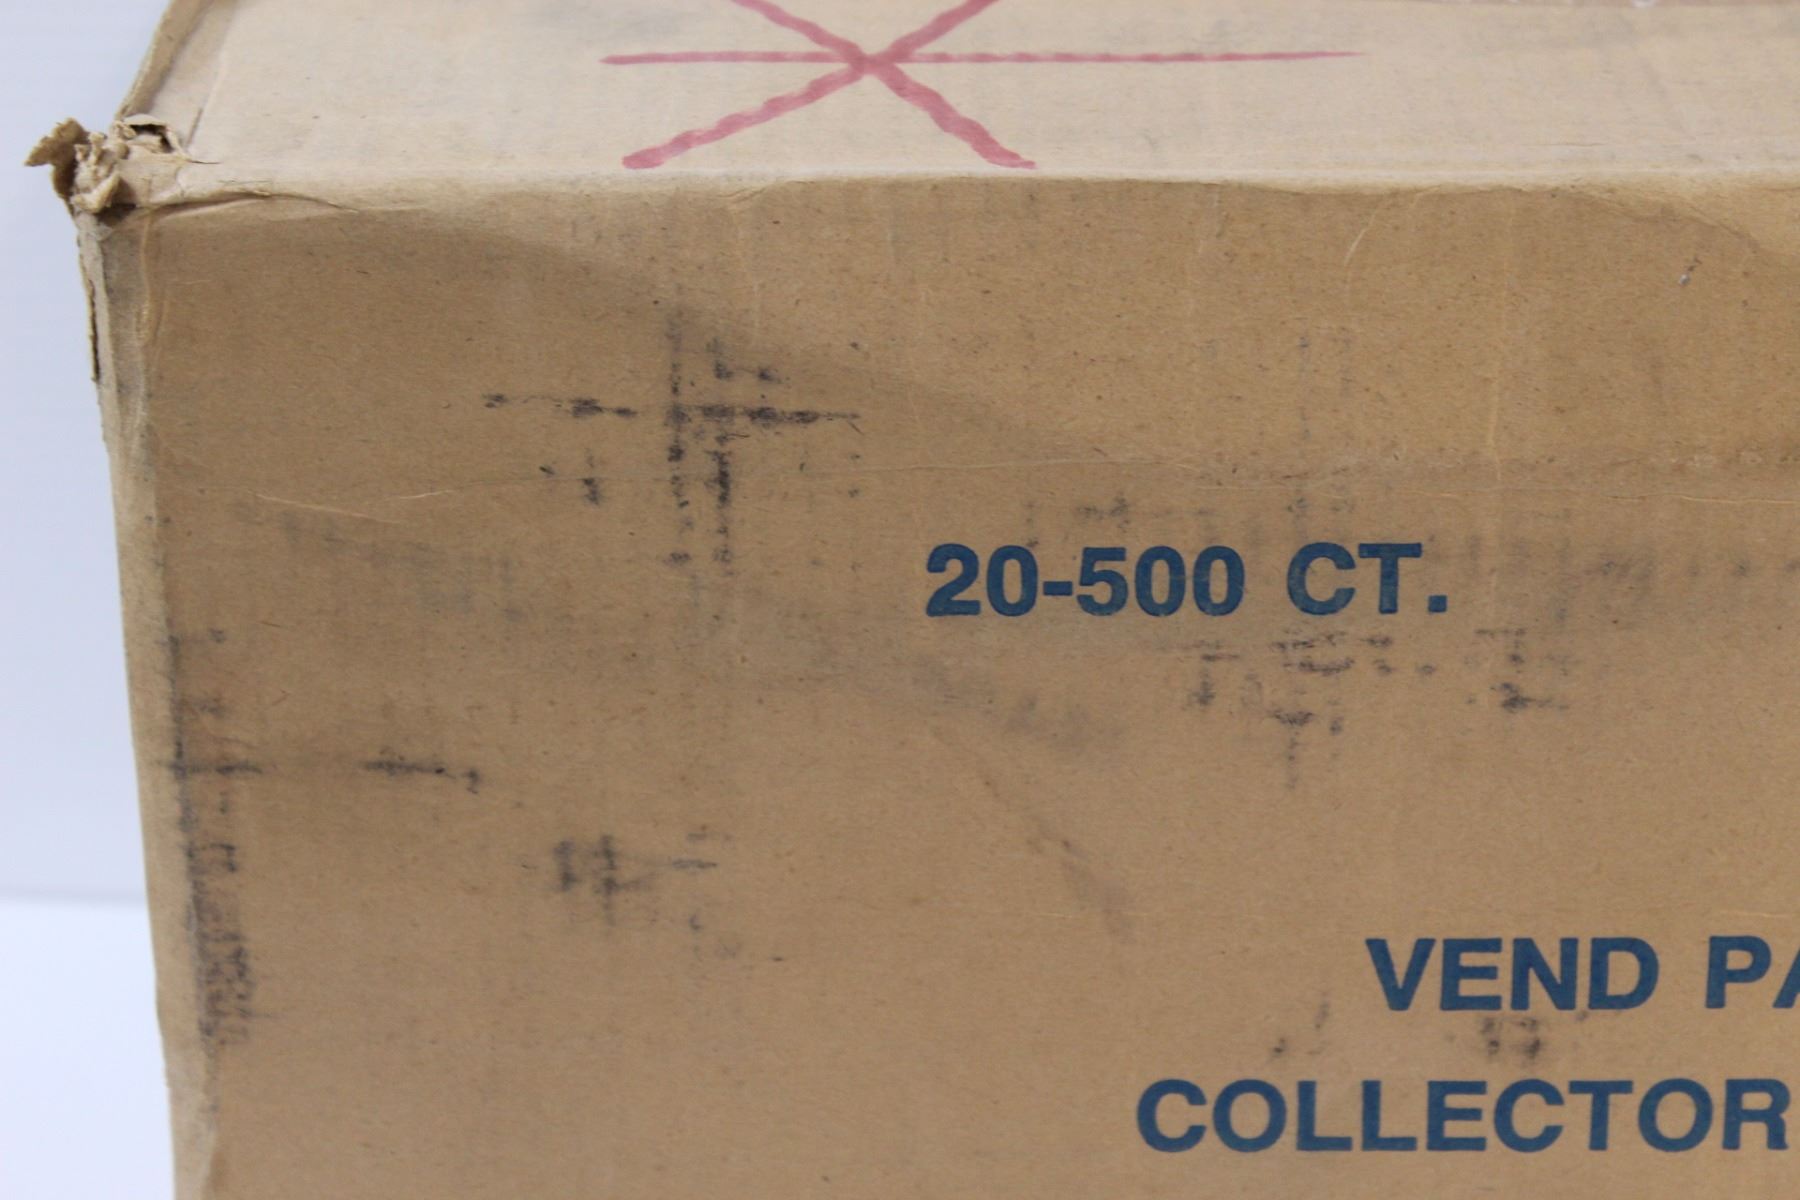 20-500 CT.
VEND PA
COLLECTOR